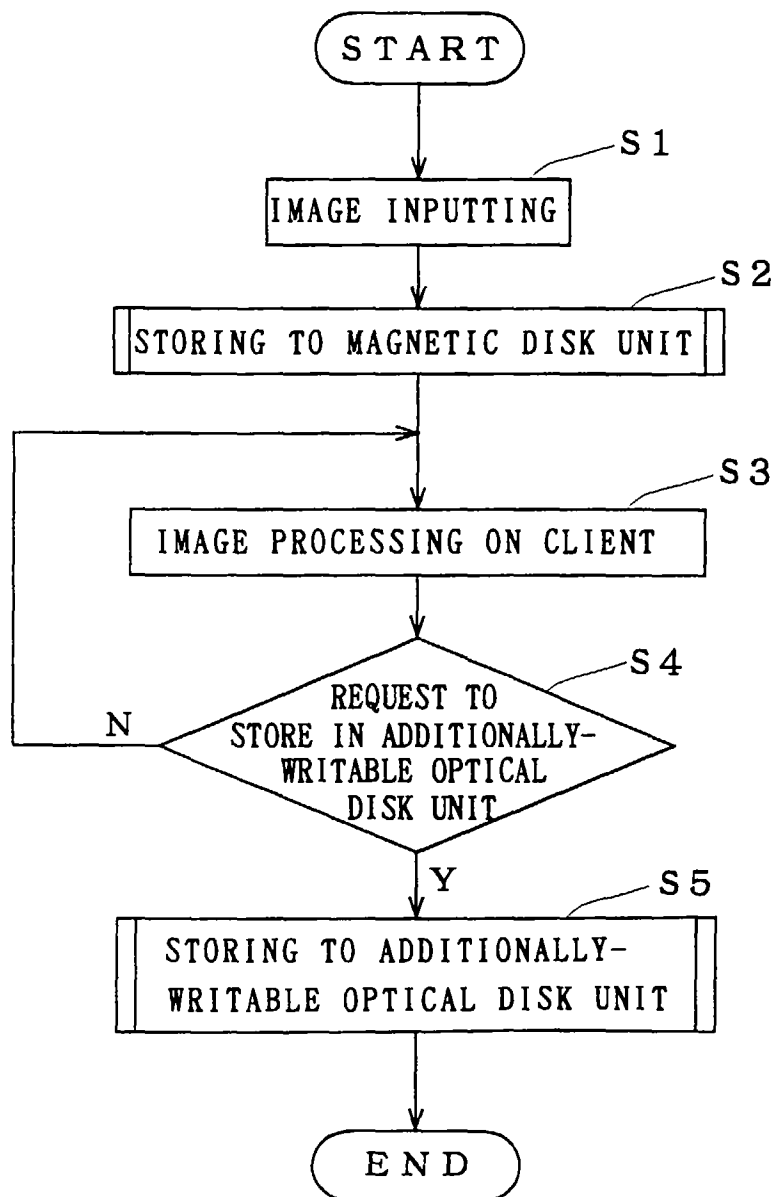 START
S1
IMAGE INPUTTING
S2
STORING TO MAGNETIC DISK UNIT
S3
IMAGE PROCESSING ON CLIENT
S4
REQUEST TO
STORE IN ADDITIONALLY-
WRITABLE OPTICAL
DISK UNIT
N
Y
S5
STORING TO ADDITIONALLY-
WRITABLE OPTICAL DISK UNIT
END